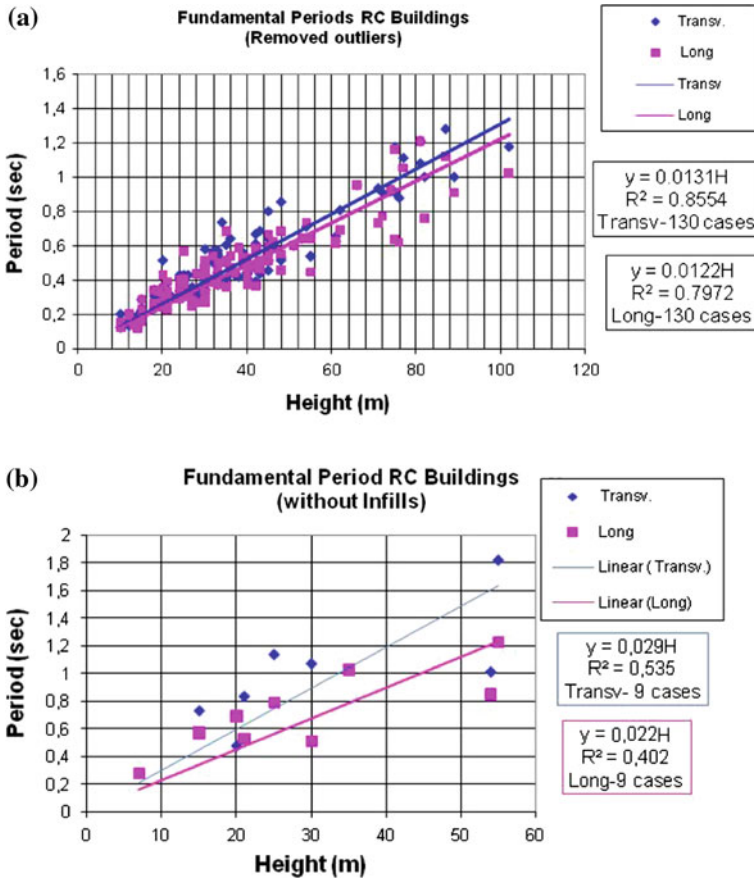 (a)
Fundamental Periods RC Buildings
(Removed outliers)
Period (sec)
1,6
1,4
1,2
1
0,8
0,6
0,4
0,2
0
0
20
40
60
80
100
120
Height (m)
Transv.
Long
Transv
Long
y = 0.0131H
R² = 0.8554
Transv-130 cases
y = 0.0122H
R² = 0.7972
Long-130 cases
(b)
Fundamental Period RC Buildings
(without Infills)
Period (sec)
2
1,8
1,6
1,4
1,2
1
0,8
0,6
0,4
0,2
0
0
10
20
30
40
50
60
Height (m)
Transv.
Long
Linear (Transv.)
Linear (Long)
y = 0,029H
R² = 0,535
Transv- 9 cases
y = 0,022H
R² = 0,402
Long-9 cases